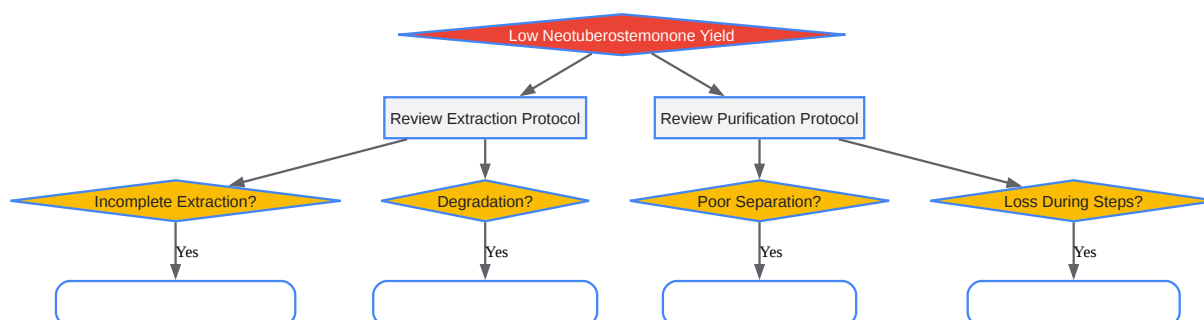 Low Neotuberostemonone Yield
Review Extraction Protocol
Review Purification Protocol
Incomplete Extraction?
Degradation?
Poor Separation?
Loss During Steps?
Yes
Yes
Yes
Yes